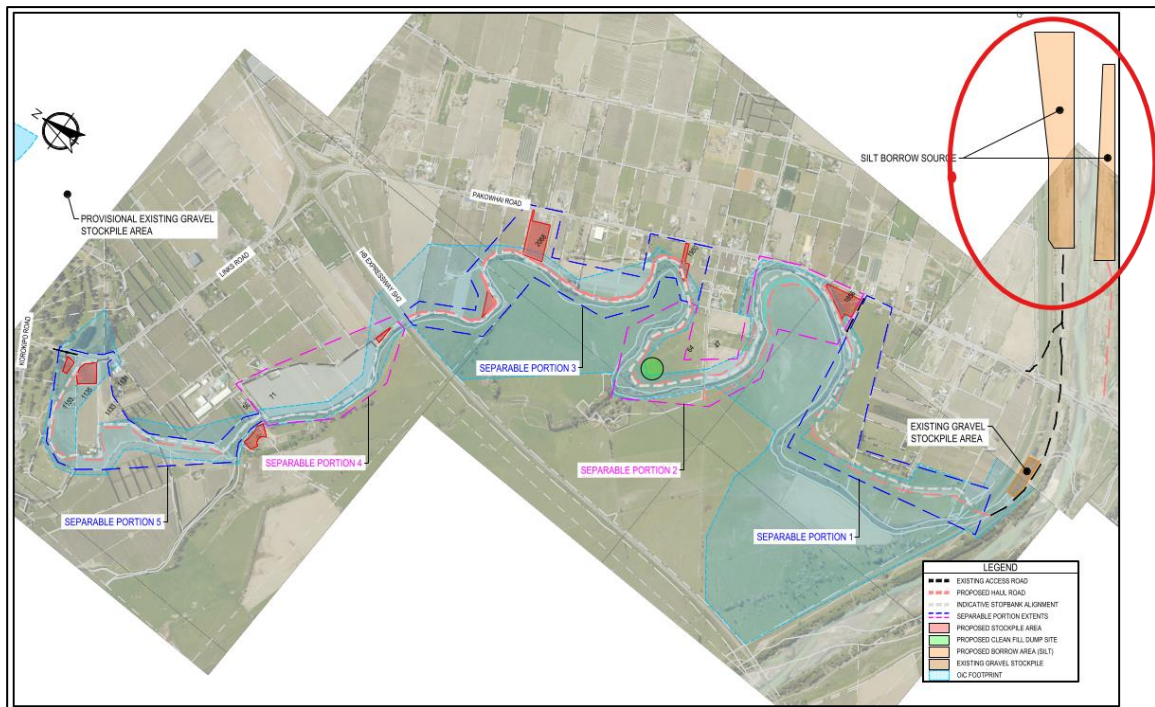 N
SILT BORROW SOURCE
PROVISIONAL EXISTING GRAVEL
STOCKPILE AREA
PAKOWHAI ROAD
LINKS ROAD
HB EXPRESSWAY SH2
KOROKIPO ROAD
2068
71
64
SEPARABLE PORTION 3
SEPARABLE PORTION 4
SEPARABLE PORTION 2
EXISTING GRAVEL
STOCKPILE AREA
SEPARABLE PORTION 5
SEPARABLE PORTION 1
LEGEND
EXISTING ACCESS ROAD
PROPOSED HAUL ROAD
INDICATIVE STOPBANK ALIGNMENT
SEPARABLE PORTION EXTENTS
PROPOSED STOCKPILE AREA
PROPOSED CLEAN FILL DUMP SITE
PROPOSED BORROW AREA (SILT)
EXISTING GRAVEL STOCKPILE
OIC FOOTPRINT